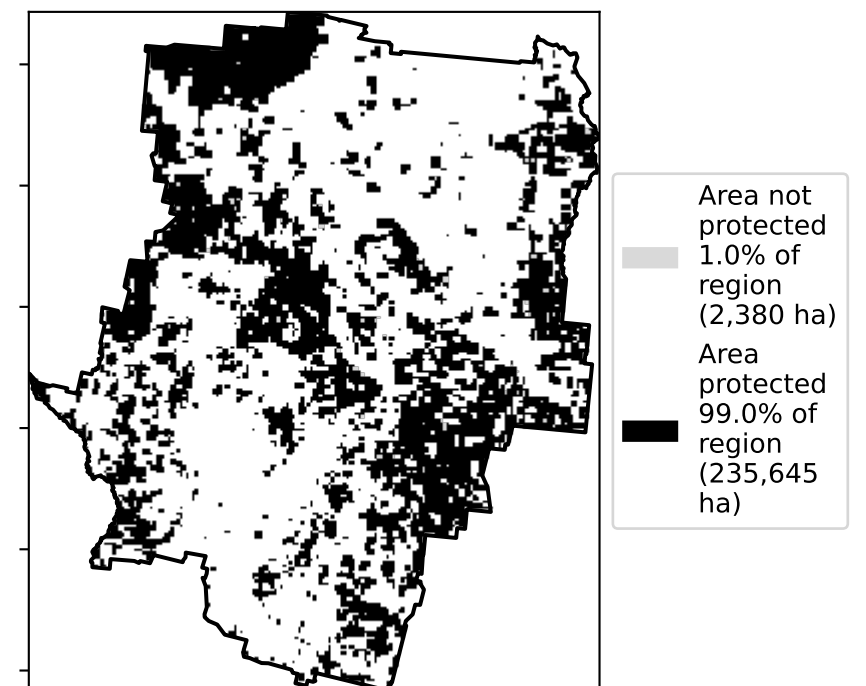 Area not
protected
1.0% of
region
(2,380 ha)
Area
protected
99.0% of
region
(235,645
ha)